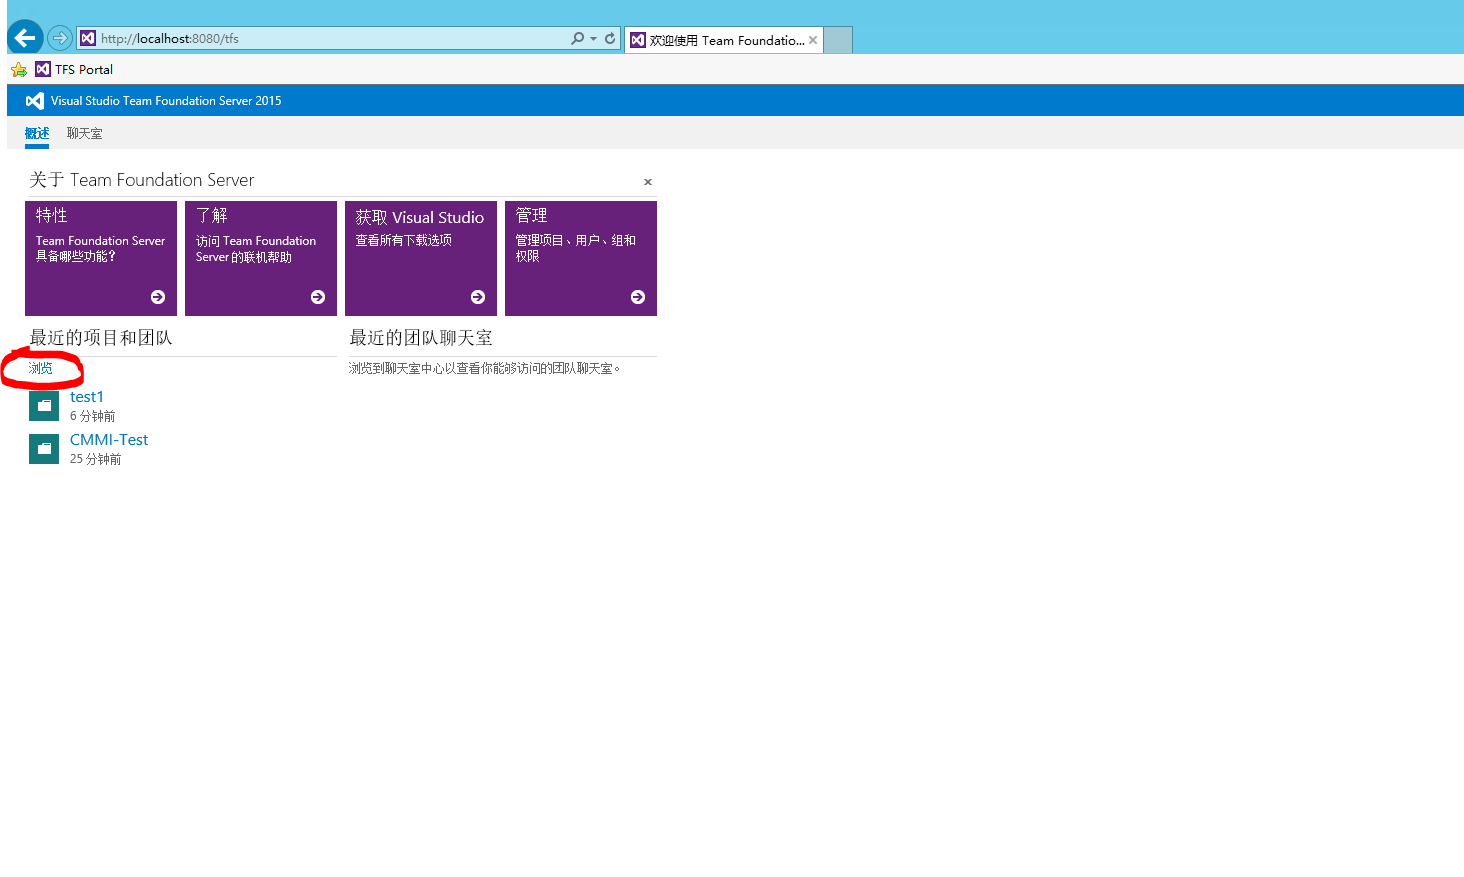 http://localhost:8080/tfs
欢迎使用 Team Foundatio...
TFS Portal
Visual Studio Team Foundation Server 2015
概述 聊天室
关于 Team Foundation Server
特性
Team Foundation Server
具备哪些功能？
了解
访问 Team Foundation
Server 的联机帮助
获取 Visual Studio
查看所有下载选项
管理
管理项目、用户、组和
权限
最近的项目和团队
浏览
test1
6 分钟前
CMMI-Test
25 分钟前
最近的团队聊天室
浏览到聊天室中心以查看你能够访问的团队聊天室。